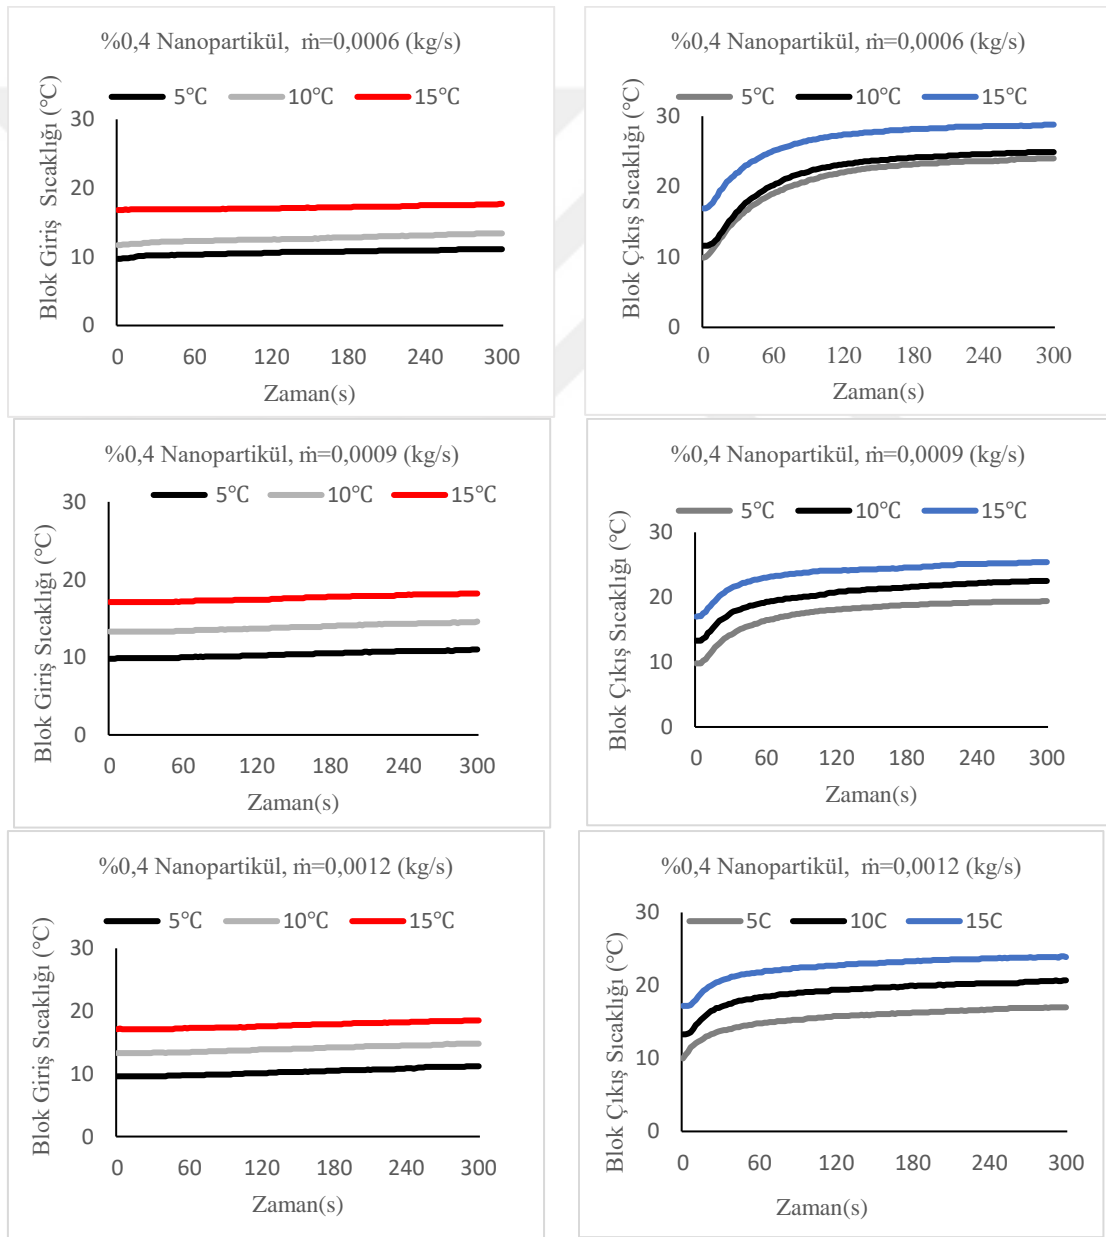 %0,4 Nanopartikül, ṁ=0,0006 (kg/s)
5°C 10°C 15°C
Blok Giriş Sıcaklığı (°C)
30
20
10
0
0 60 120 180 240 300
Zaman(s)
%0,4 Nanopartikül, ṁ=0,0006 (kg/s)
5°C 10°C 15°C
Blok Çıkış Sıcaklığı (°C)
30
20
10
0
0 60 120 180 240 300
Zaman(s)
%0,4 Nanopartikül, ṁ=0,0009 (kg/s)
5°C 10°C 15°C
Blok Giriş Sıcaklığı (°C)
30
20
10
0
0 60 120 180 240 300
Zaman(s)
%0,4 Nanopartikül, ṁ=0,0009 (kg/s)
5°C 10°C 15°C
Blok Çıkış Sıcaklığı (°C)
30
20
10
0
0 60 120 180 240 300
Zaman(s)
%0,4 Nanopartikül, ṁ=0,0012 (kg/s)
5°C 10°C 15°C
Blok Giriş Sıcaklığı (°C)
30
20
10
0
0 60 120 180 240 300
Zaman(s)
%0,4 Nanopartikül, ṁ=0,0012 (kg/s)
5C 10C 15C
Blok Çıkış Sıcaklığı (°C)
30
20
10
0
0 60 120 180 240 300
Zaman(s)